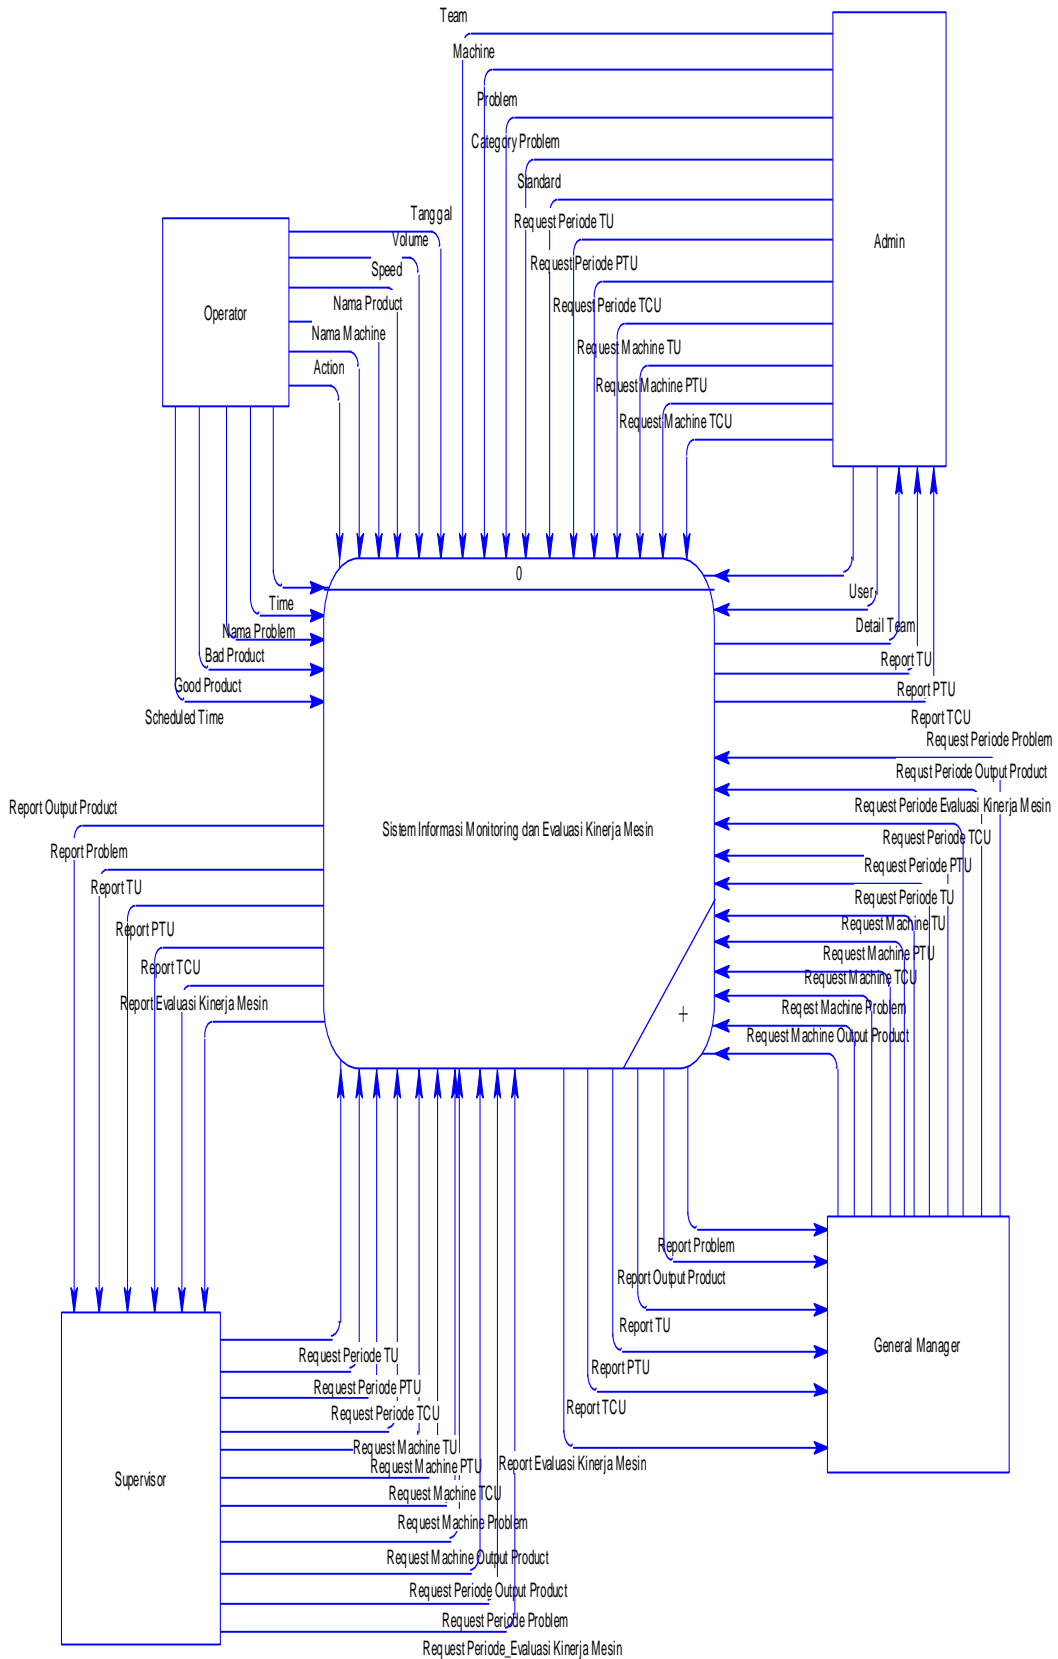 Team
Machine
Problem
Category Problem
Standard
Request Periode TU
Request Periode PTU
Request Periode TCU
Request Machine TU
Request Machine PTU
Request Machine TCU
Admin
Tanggal
Volume
Speed
Nama Product
Nama Machine
Action
Operator
0
Time
Nama Problem
Bad Product
Good Product
Scheduled Time
User
Detail Team
Report TU
Report PTU
Report TCU
Sistem Informasi Monitoring dan Evaluasi Kinerja Mesin
+
Request Periode Problem
Requst Periode Output Product
Request Periode Evaluasi Kinerja Mesin
Request Periode TCU
Request Periode PTU
Request Periode TU
Request Machine TU
Request Machine PTU
Request Machine TCU
Reqest Machine Problem
Request Machine Output Product
Report Output Product
Report Problem
Report TU
Report PTU
Report TCU
Report Evaluasi Kinerja Mesin
Report Problem
Report Output Product
Report TU
Report PTU
Report TCU
Report Evaluasi Kinerja Mesin
General Manager
Supervisor
Request Periode TU
Request Periode PTU
Request Periode TCU
Request Machine TU
Request Machine PTU
Request Machine TCU
Request Machine Problem
Request Machine Output Product
Request Periode Output Product
Request Periode Problem
Request Periode_Evaluasi Kinerja Mesin